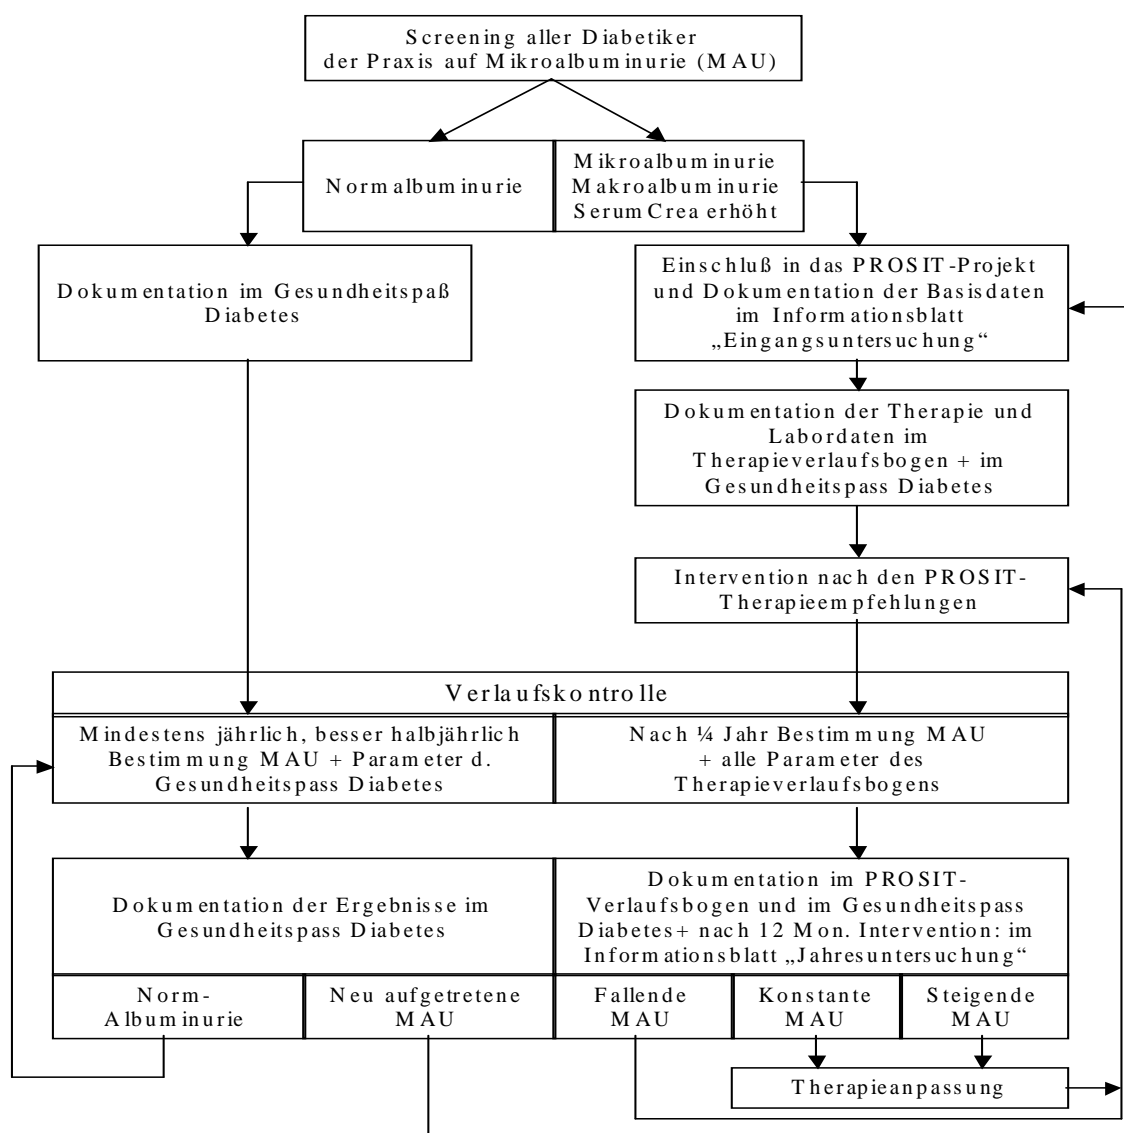 Screening aller Diabetiker
der Praxis auf Mikroalbuminurie (MAU)
Normalbuminurie
Mikroalbuminurie
Makroalbuminurie
SerumCrea erhöht
Dokumentation im Gesundheitspaß
Diabetes
Einschluß in das PROSIT-Projekt
und Dokumentation der Basisdaten
im Informationsblatt
„Eingangsuntersuchung“
Dokumentation der Therapie und
Labordaten im
Therapieverlaufsbogen + im
Gesundheitspass Diabetes
Intervention nach den PROSIT-
Therapieempfehlungen
Verlaufskontrolle
Mindestens jährlich, besser halbjährlich
Bestimmung MAU + Parameter d.
Gesundheitspass Diabetes
Nach ¼ Jahr Bestimmung MAU
+ alle Parameter des
Therapieverlaufsbogens
Dokumentation der Ergebnisse im
Gesundheitspass Diabetes
Dokumentation im PROSIT-
Verlaufsbogen und im Gesundheitspass
Diabetes+ nach 12 Mon. Intervention: im
Informationsblatt „Jahresuntersuchung“
Norm-
Albuminurie
Neu aufgetretene
MAU
Fallende
MAU
Konstante
MAU
Steigende
MAU
Therapieanpassung